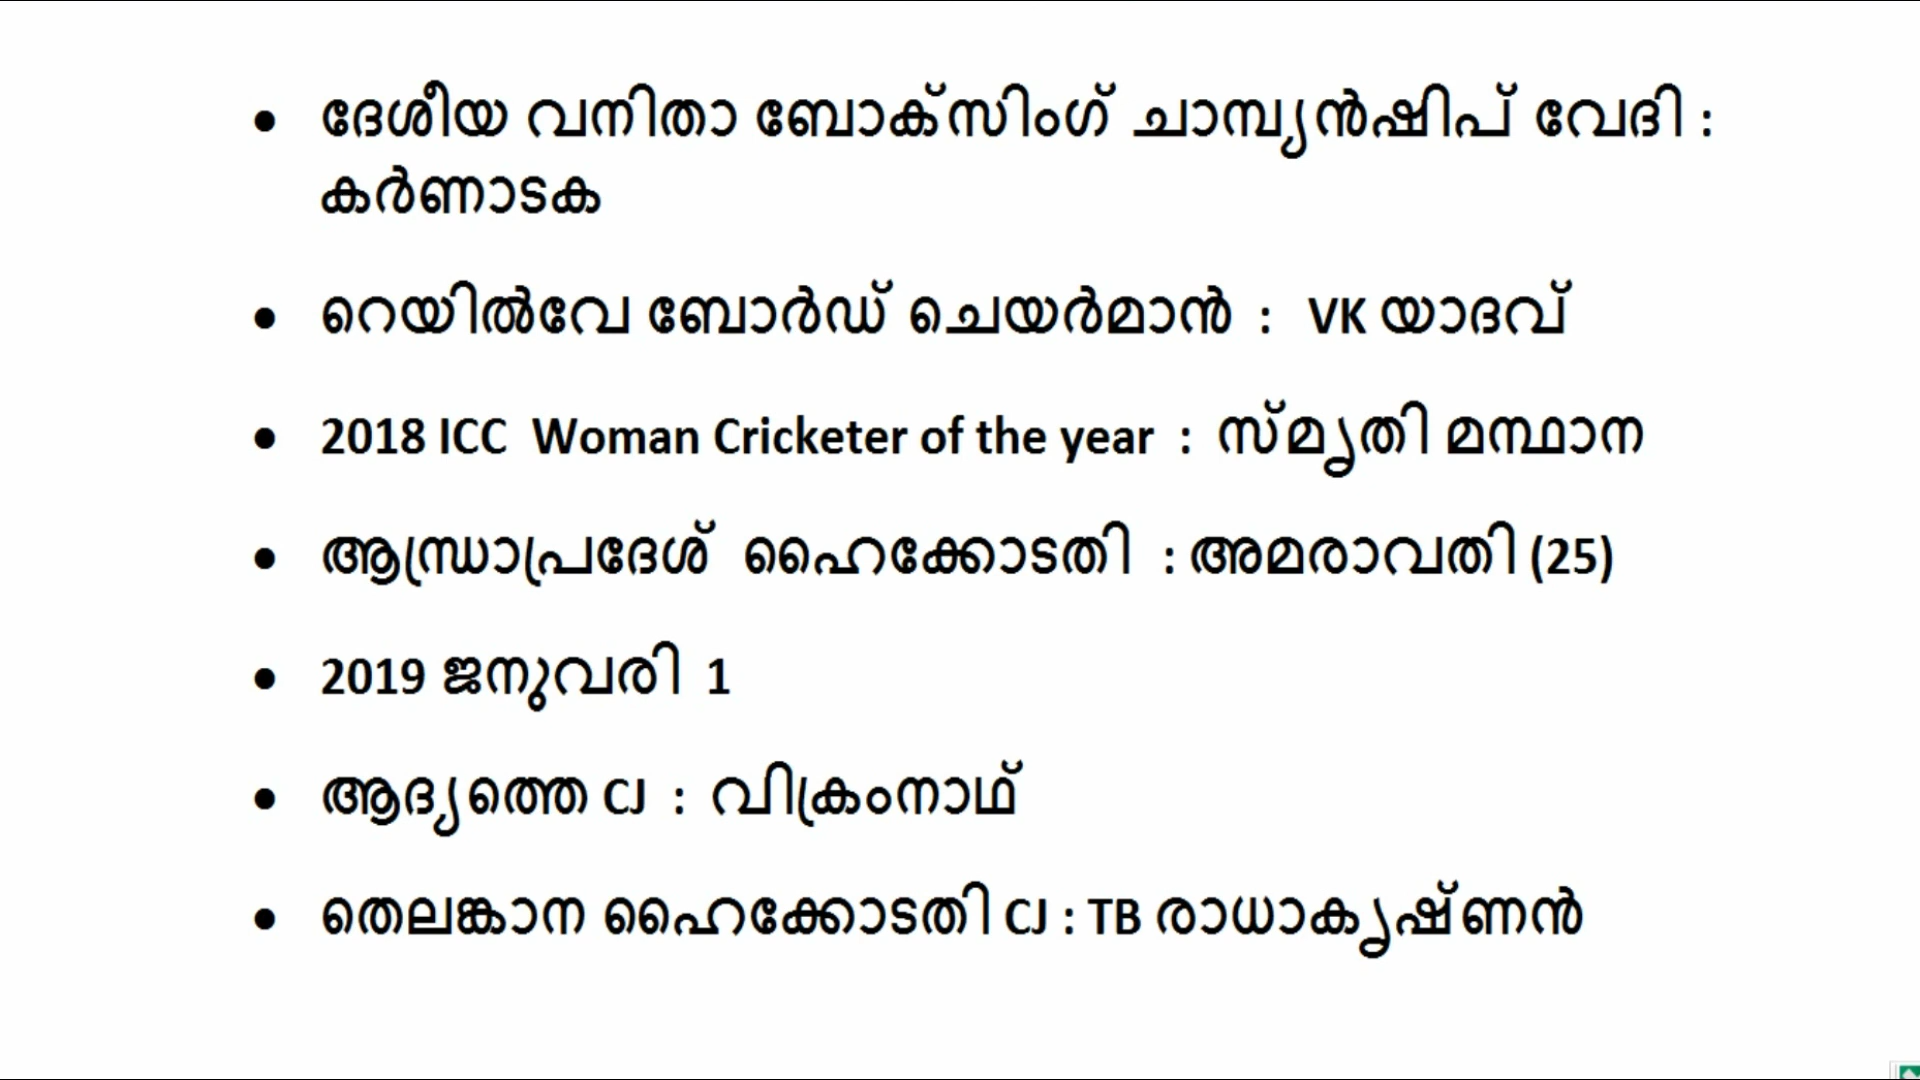 • ദേശീയ വനിതാ ബോക്സിംഗ് ചാമ്പ്യൻഷിപ് വേദി :
കർണാടക
• റെയിൽവേ ബോർഡ് ചെയർമാൻ : VK യാദവ്
• 2018 ICC Woman Cricketer of the year : സ്മൃതി മന്ഥാന
• ആന്ധ്രാപ്രദേശ് ഹൈക്കോടതി : അമരാവതി (25)
• 2019 ജനുവരി 1
• ആദ്യത്തെ CJ : വിക്രംനാഥ്
• തെലങ്കാന ഹൈക്കോടതി CJ : TB രാധാകൃഷ്ണൻ